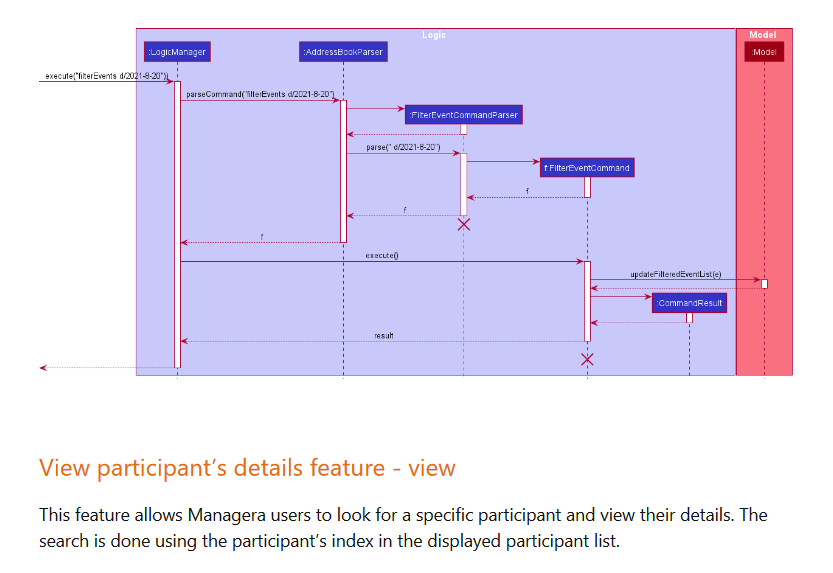 Logic
Model
:LogicManager
:AddressBookParser
:Model
execute("filterEvents d/2021-8-20"))
parseCommand("filterEvents d/2021-8-20")
:FilterEventCommandParser
parse(" d/2021-8-20")
f:FilterEventCommand
f
f
f
execute()
updateFilteredEventList(e)
:CommandResult
result
View participant’s details feature - view
This feature allows Managera users to look for a specific participant and view their details. The
search is done using the participant’s index in the displayed participant list.